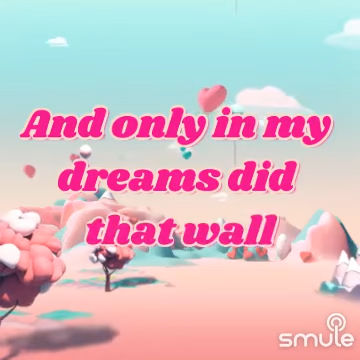 And only in my
dreams did
that wall
smule